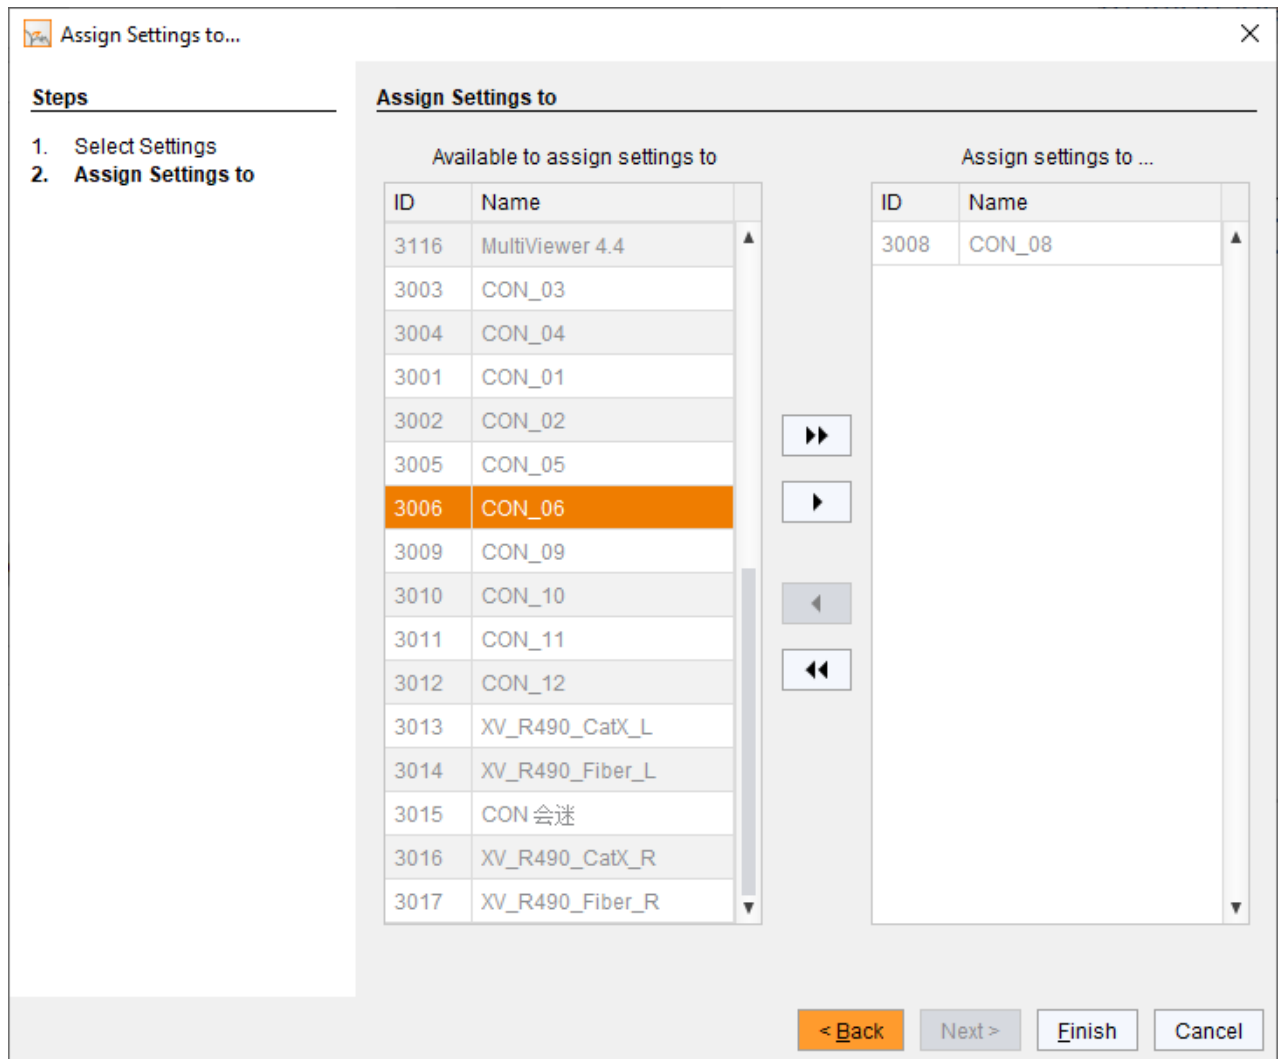 Assign Settings to...
Steps
1. Select Settings
2. Assign Settings to
Assign Settings to
Available to assign settings to
ID Name
3116 MultiViewer 4.4
3003 CON_03
3004 CON_04
3001 CON_01
3002 CON_02
3005 CON_05
3006 CON_06
3009 CON_09
3010 CON_10
3011 CON_11
3012 CON_12
3013 XV_R490_CatX_L
3014 XV_R490_Fiber_L
3015 CON 会迷
3016 XV_R490_CatX_R
3017 XV_R490_Fiber_R
Assign settings to ...
ID Name
3008 CON_08
< Back Next > Finish Cancel